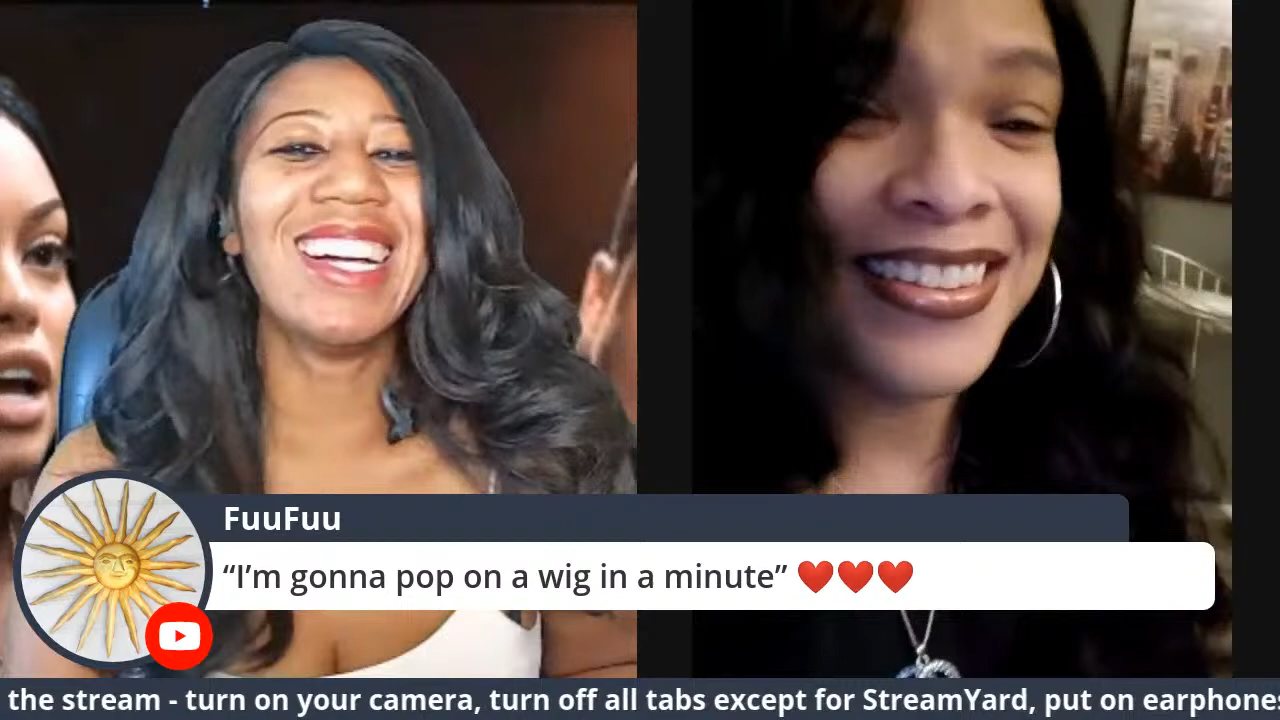 FuuFuu
“I’m gonna pop on a wig in a minute” ❤️❤️❤️
the stream - turn on your camera, turn off all tabs except for StreamYard, put on earphones